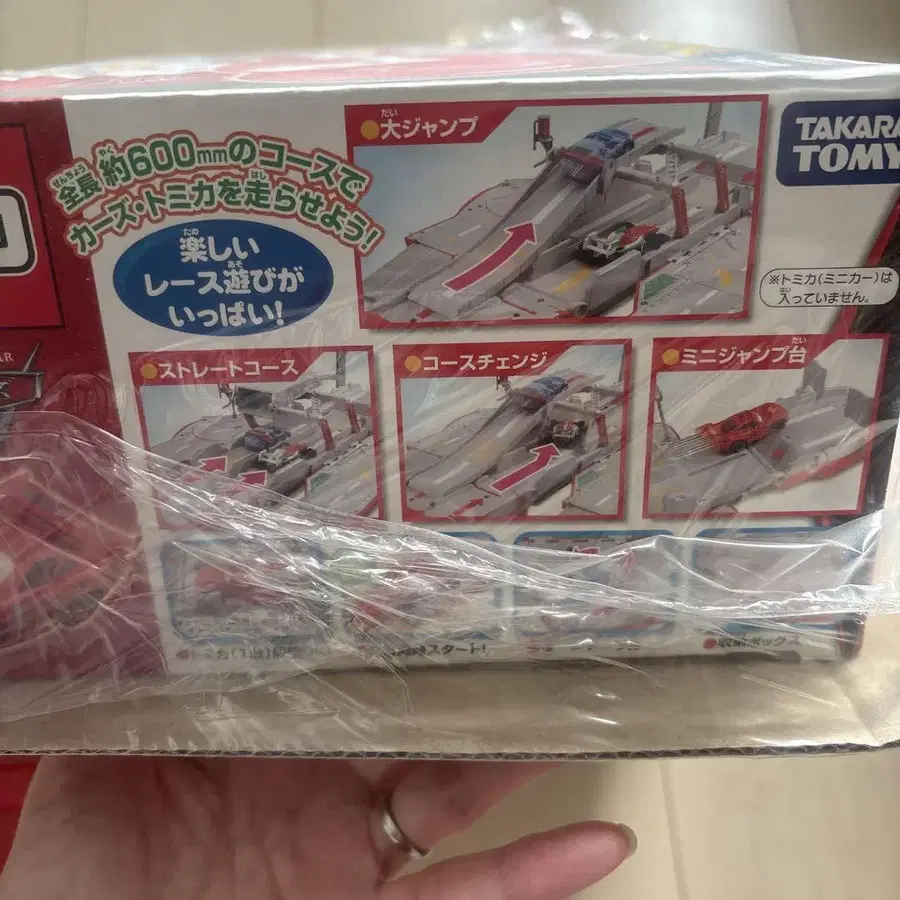 全長約600mmのコースで
カーズ・トミカを走らせよう!
楽しい
レース遊びが
いっぱい!
大ジャンプ
TAKARA
TOMY
※トミカ(ミニカー)は
入っていません。
ストレートコース
コースチェンジ
ミニジャンプ台
スタート!
収納ボックス